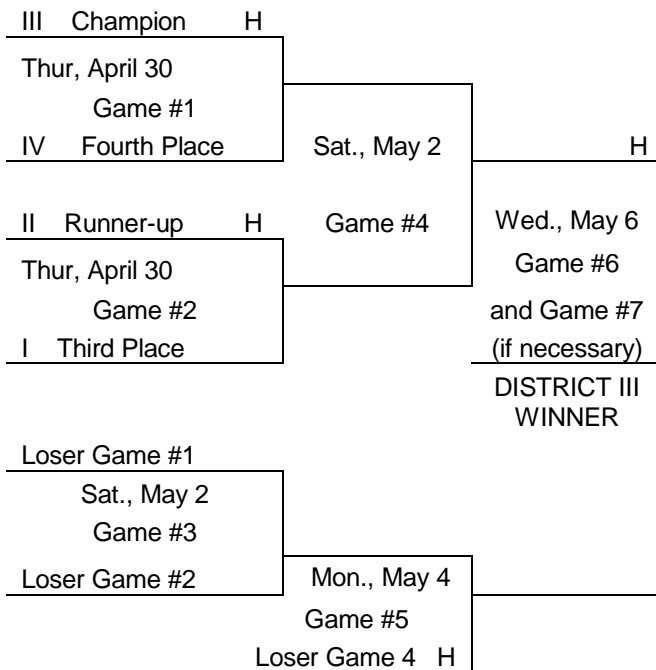 III Champion H
Thur, April 30
Game #1
IV Fourth Place
Sat., May 2
H
II Runner-up H
Game #4
Wed., May 6
Thur, April 30
Game #6
Game #2
and Game #7
I Third Place
(if necessary)
DISTRICT III
WINNER
Loser Game #1
Sat., May 2
Game #3
Loser Game #2
Mon., May 4
Game #5
Loser Game 4 H